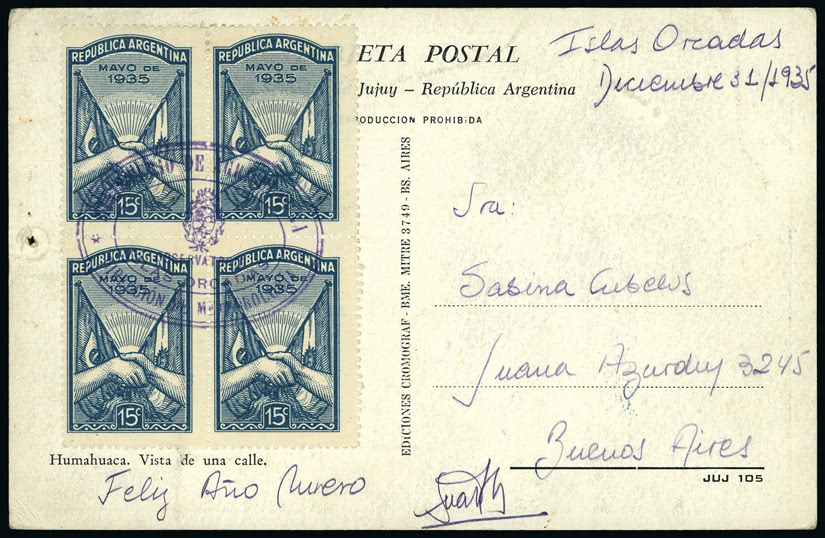 ETA POSTAL
Jujuy – República Argentina
RODUCCION PROHIBIDA
Islas Orcadas
Diciembre 31/1935
REPUBLICA ARGENTINA
MAYO DE
1935
15c
REPUBLICA ARGENTINA
MAYO DE
1935
15c
REPUBLICA ARGENTINA
MAYO DE
1935
15c
REPUBLICA ARGENTINA
MAYO DE
1935
15c
EDICIONES CROMOGRAF - BME. MITRE 3749 - BS. AIRES
Sra:
Sabina Cubelos
Juana Azurduy 3245
Buenos Aires
JUJ 105
Humahuaca. Vista de una calle.
Feliz Año Nuevo